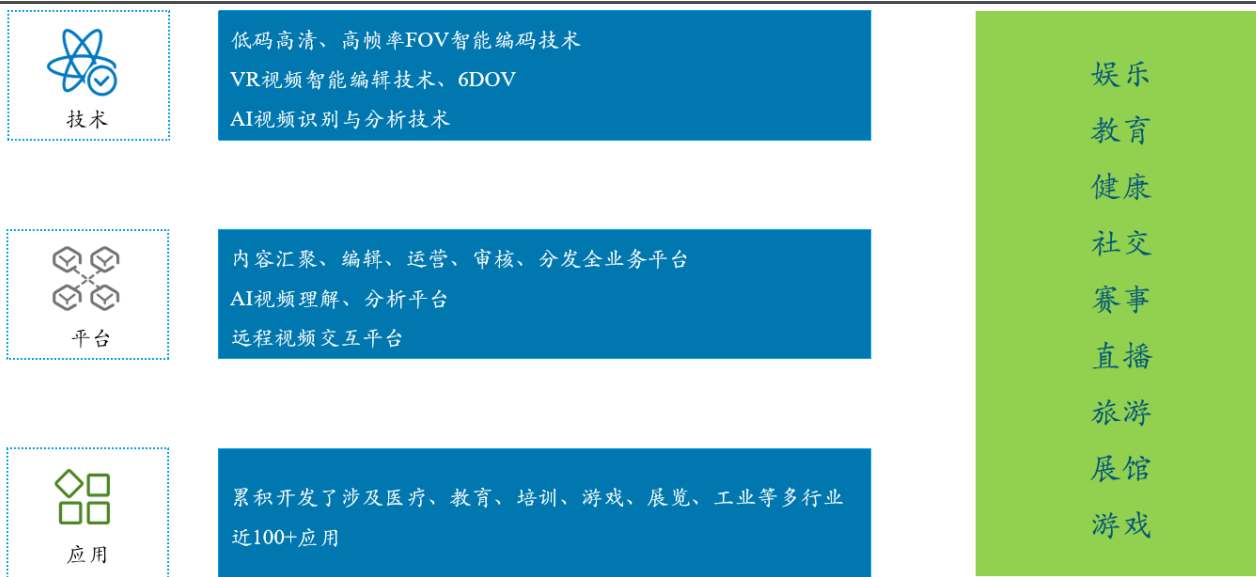 技术
低码高清、高帧率FOV智能编码技术
VR视频智能编辑技术、6DOV
AI视频识别与分析技术
平台
内容汇聚、编辑、运营、审核、分发全业务平台
AI视频理解、分析平台
远程视频交互平台
应用
累积开发了涉及医疗、教育、培训、游戏、展览、工业等多行业
近100+应用
娱乐
教育
健康
社交
赛事
直播
旅游
展馆
游戏